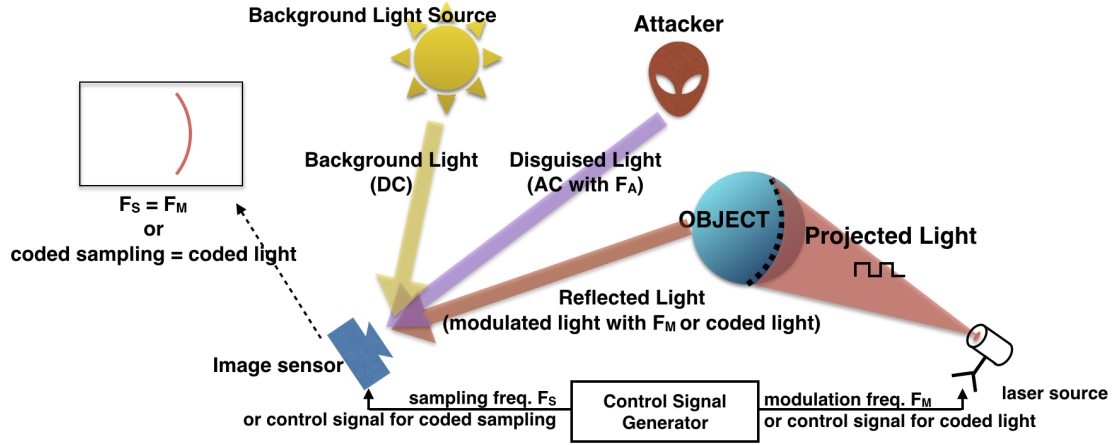 Background Light Source
Attacker
Background Light
(DC)
Disguised Light
(AC with FA)
FS = FM
or
coded sampling = coded light
OBJECT
Projected Light
Reflected Light
(modulated light with FM or coded light)
Image sensor
laser source
sampling freq. FS
or control signal for coded sampling
Control Signal
Generator
modulation freq. FM
or control signal for coded light